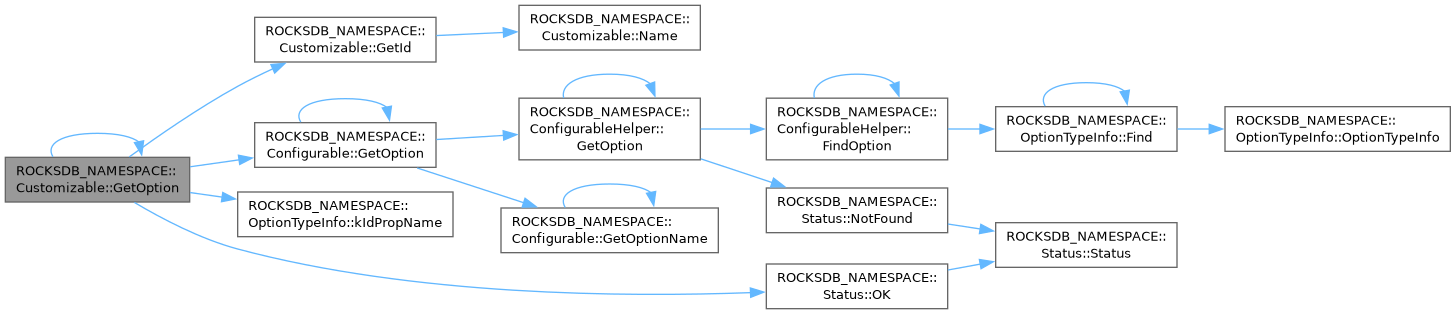 ROCKSDB_NAMESPACE::
Customizable::GetOption
ROCKSDB_NAMESPACE::
Customizable::GetId
ROCKSDB_NAMESPACE::
Customizable::Name
ROCKSDB_NAMESPACE::
Configurable::GetOption
ROCKSDB_NAMESPACE::
ConfigurableHelper::
GetOption
ROCKSDB_NAMESPACE::
ConfigurableHelper::
FindOption
ROCKSDB_NAMESPACE::
OptionTypeInfo::Find
ROCKSDB_NAMESPACE::
OptionTypeInfo::OptionTypeInfo
ROCKSDB_NAMESPACE::
OptionTypeInfo::kIdPropName
ROCKSDB_NAMESPACE::
Configurable::GetOptionName
ROCKSDB_NAMESPACE::
Status::NotFound
ROCKSDB_NAMESPACE::
Status::Status
ROCKSDB_NAMESPACE::
Status::OK